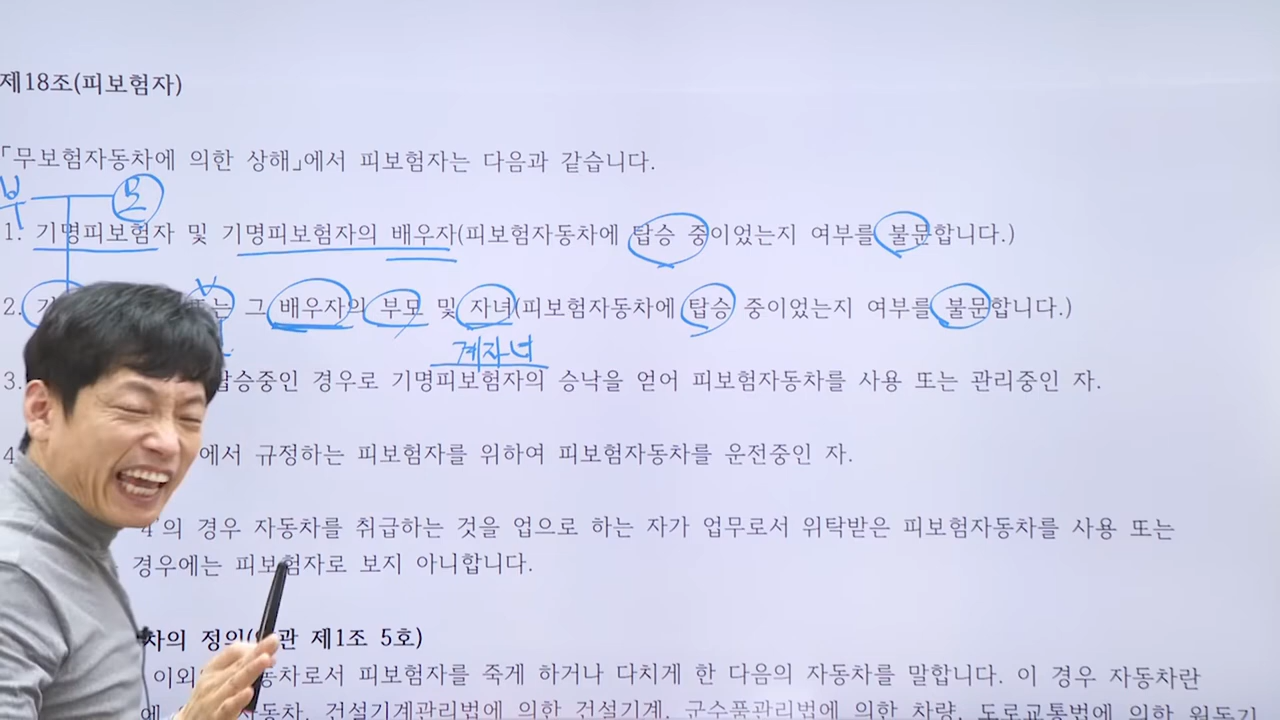 제18조(피보험자)
「무보험자동차에 의한 상해」에서 피보험자는 다음과 같습니다.
부 모
1. 기명피보험자 및 기명피보험자의 배우자(피보험자동차에 탑승 중이었는지 여부를 불문합니다.)
2. 또는 그 배우자의 부모 및 자녀(피보험자동차에 탑승 중이었는지 여부를 불문합니다.)
계자녀
3. 탑승중인 경우로 기명피보험자의 승낙을 얻어 피보험자동차를 사용 또는 관리중인 자.
4 에서 규정하는 피보험자를 위하여 피보험자동차를 운전중인 자.
4의 경우 자동차를 취급하는 것을 업으로 하는 자가 업무로서 위탁받은 피보험자동차를 사용 또는
경우에는 피보험자로 보지 아니합니다.
차의 정의(약관 제1조 5호)
이외 동차로서 피보험자를 죽게 하거나 다치게 한 다음의 자동차를 말합니다. 이 경우 자동차란
에 자동차, 건설기계관리법에 의한 건설기계, 군수품관리법에 의한 차량, 도로교통법에 의한 원동기